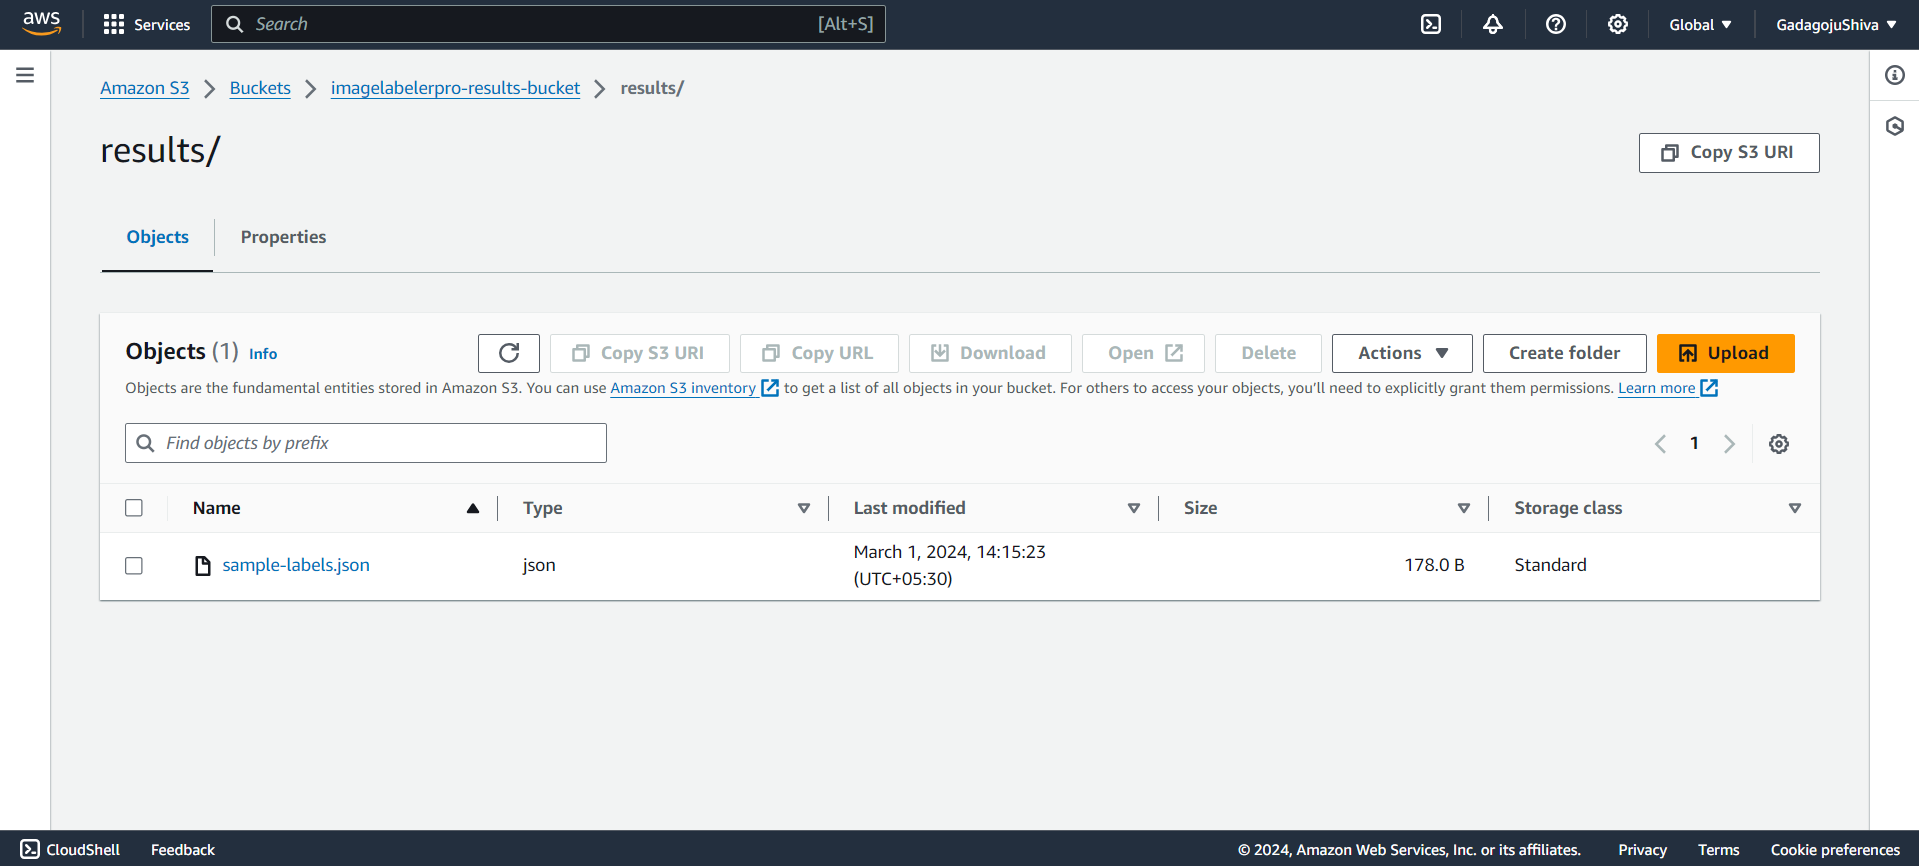 aws Services Search [Alt+S] Global GadagojuShiva
Amazon S3 Buckets imagelabelerpro-results-bucket results/
results/
Copy S3 URI
Objects Properties
Objects (1) Info Copy S3 URI Copy URL Download Open Delete Actions Create folder Upload
Objects are the fundamental entities stored in Amazon S3. You can use Amazon S3 inventory to get a list of all objects in your bucket. For others to access your objects, you'll need to explicitly grant them permissions. Learn more
Find objects by prefix 1
Name Type Last modified Size Storage class
sample-labels.json json March 1, 2024, 14:15:23 (UTC+05:30) 178.0 B Standard
CloudShell Feedback © 2024, Amazon Web Services, Inc. or its affiliates. Privacy Terms Cookie preferences